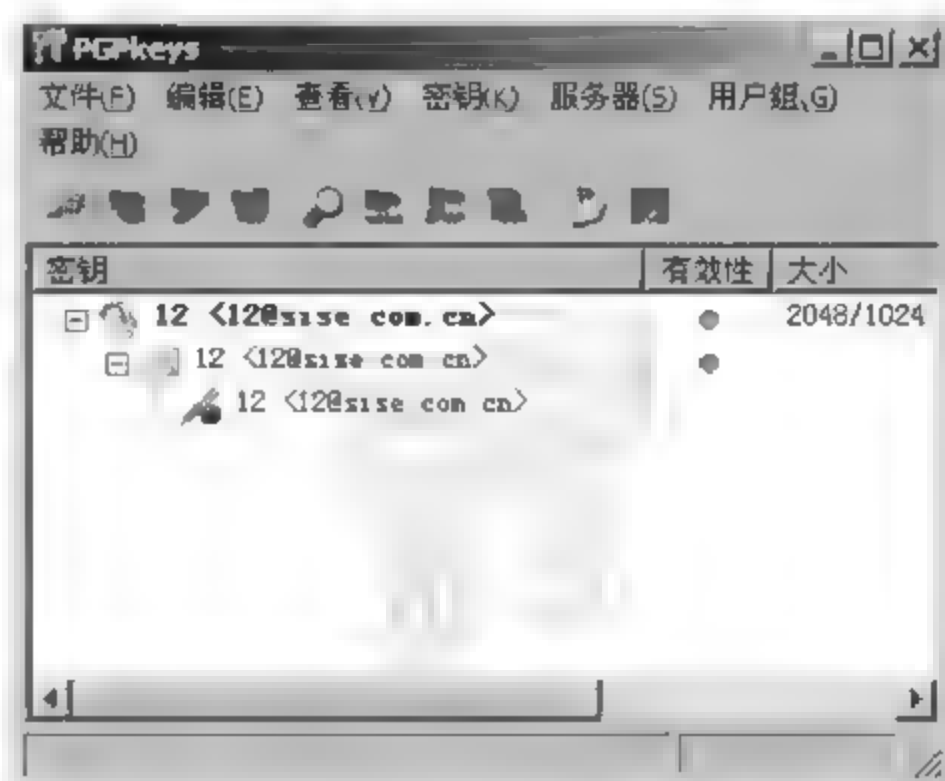 PGPkeys
文件(F) 编辑(E) 查看(V) 密钥(K) 服务器(S) 用户组(G)
帮助(H)
密钥 有效性 大小
12 <12@sise com.cn> 2048/1024
12 <12@sise com cn>
12 <12@sise com cn>